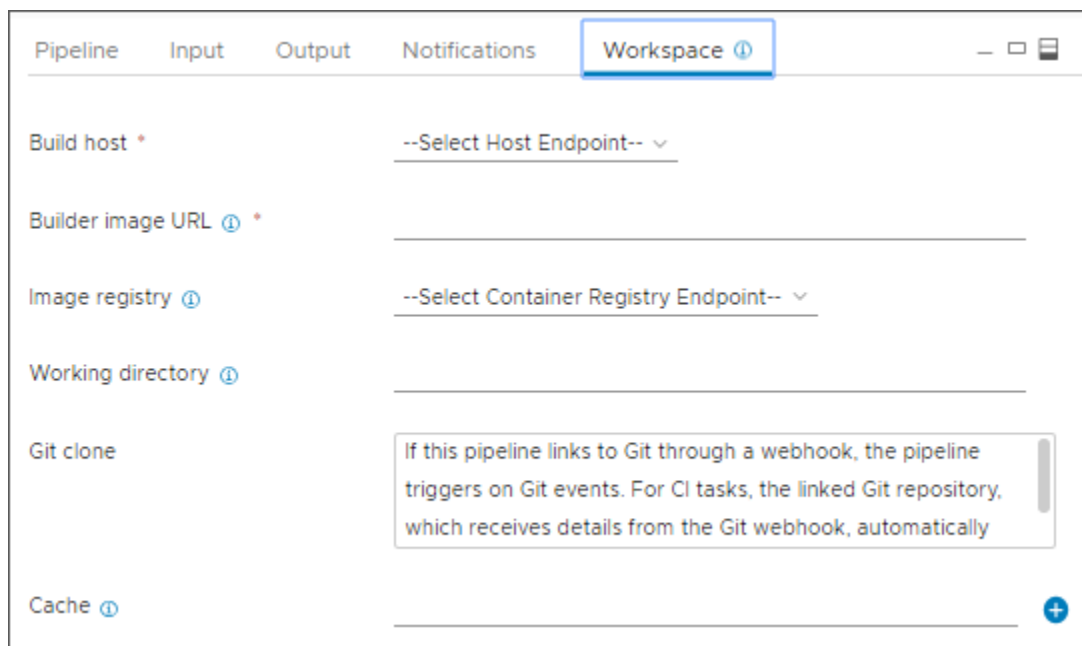 Pipeline Input Output Notifications Workspace
Build host * --Select Host Endpoint--
Builder image URL *
Image registry --Select Container Registry Endpoint--
Working directory
Git clone
If this pipeline links to Git through a webhook, the pipeline
triggers on Git events. For CI tasks, the linked Git repository,
which receives details from the Git webhook, automatically
Cache